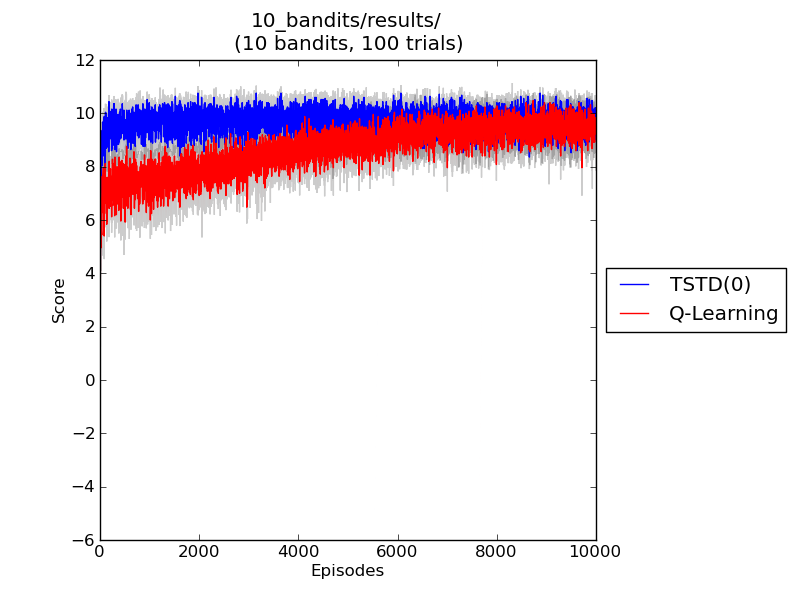 10_bandits/results/
(10 bandits, 100 trials)
12
10
8
6
4
2
0
−2
−4
−6
Score
0
2000
4000
6000
8000
10000
Episodes
TSTD(0)
Q-Learning